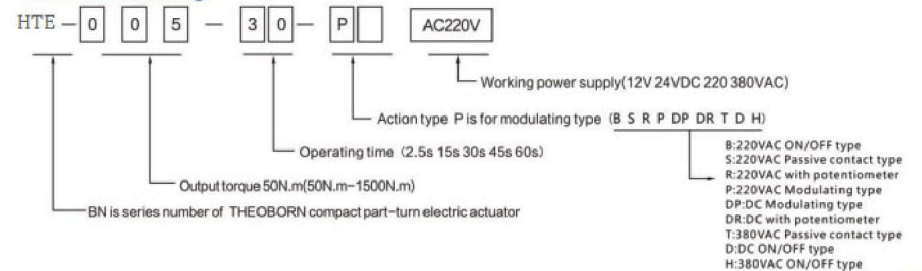 HTE – 0 0 5 – 3 0 – P AC220V
Working power supply(12V 24VDC 220 380VAC)
Action type P is for modulating type (B S R P DP DR T D H)
Operating time (2.5s 15s 30s 45s 60s)
Output torque 50N.m(50N.m-1500N.m)
BN is series number of THEOBORN compact part-turn electric actuator
B:220VAC ON/OFF type
S:220VAC Passive contact type
R:220VAC with potentiometer
P:220VAC Modulating type
DP:DC Modulating type
DR:DC with potentiometer
T:380VAC Passive contact type
D:DC ON/OFF type
H:380VAC ON/OFF type